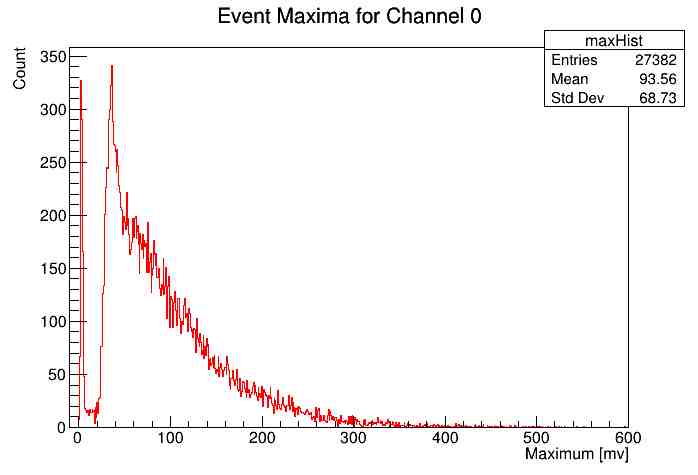 Event Maxima for Channel 0
maxHist
Entries 27382
Mean 93.56
Std Dev 68.73
Count
350
300
250
200
150
100
50
0
0 100 200 300 400 500 600
Maximum [mv]